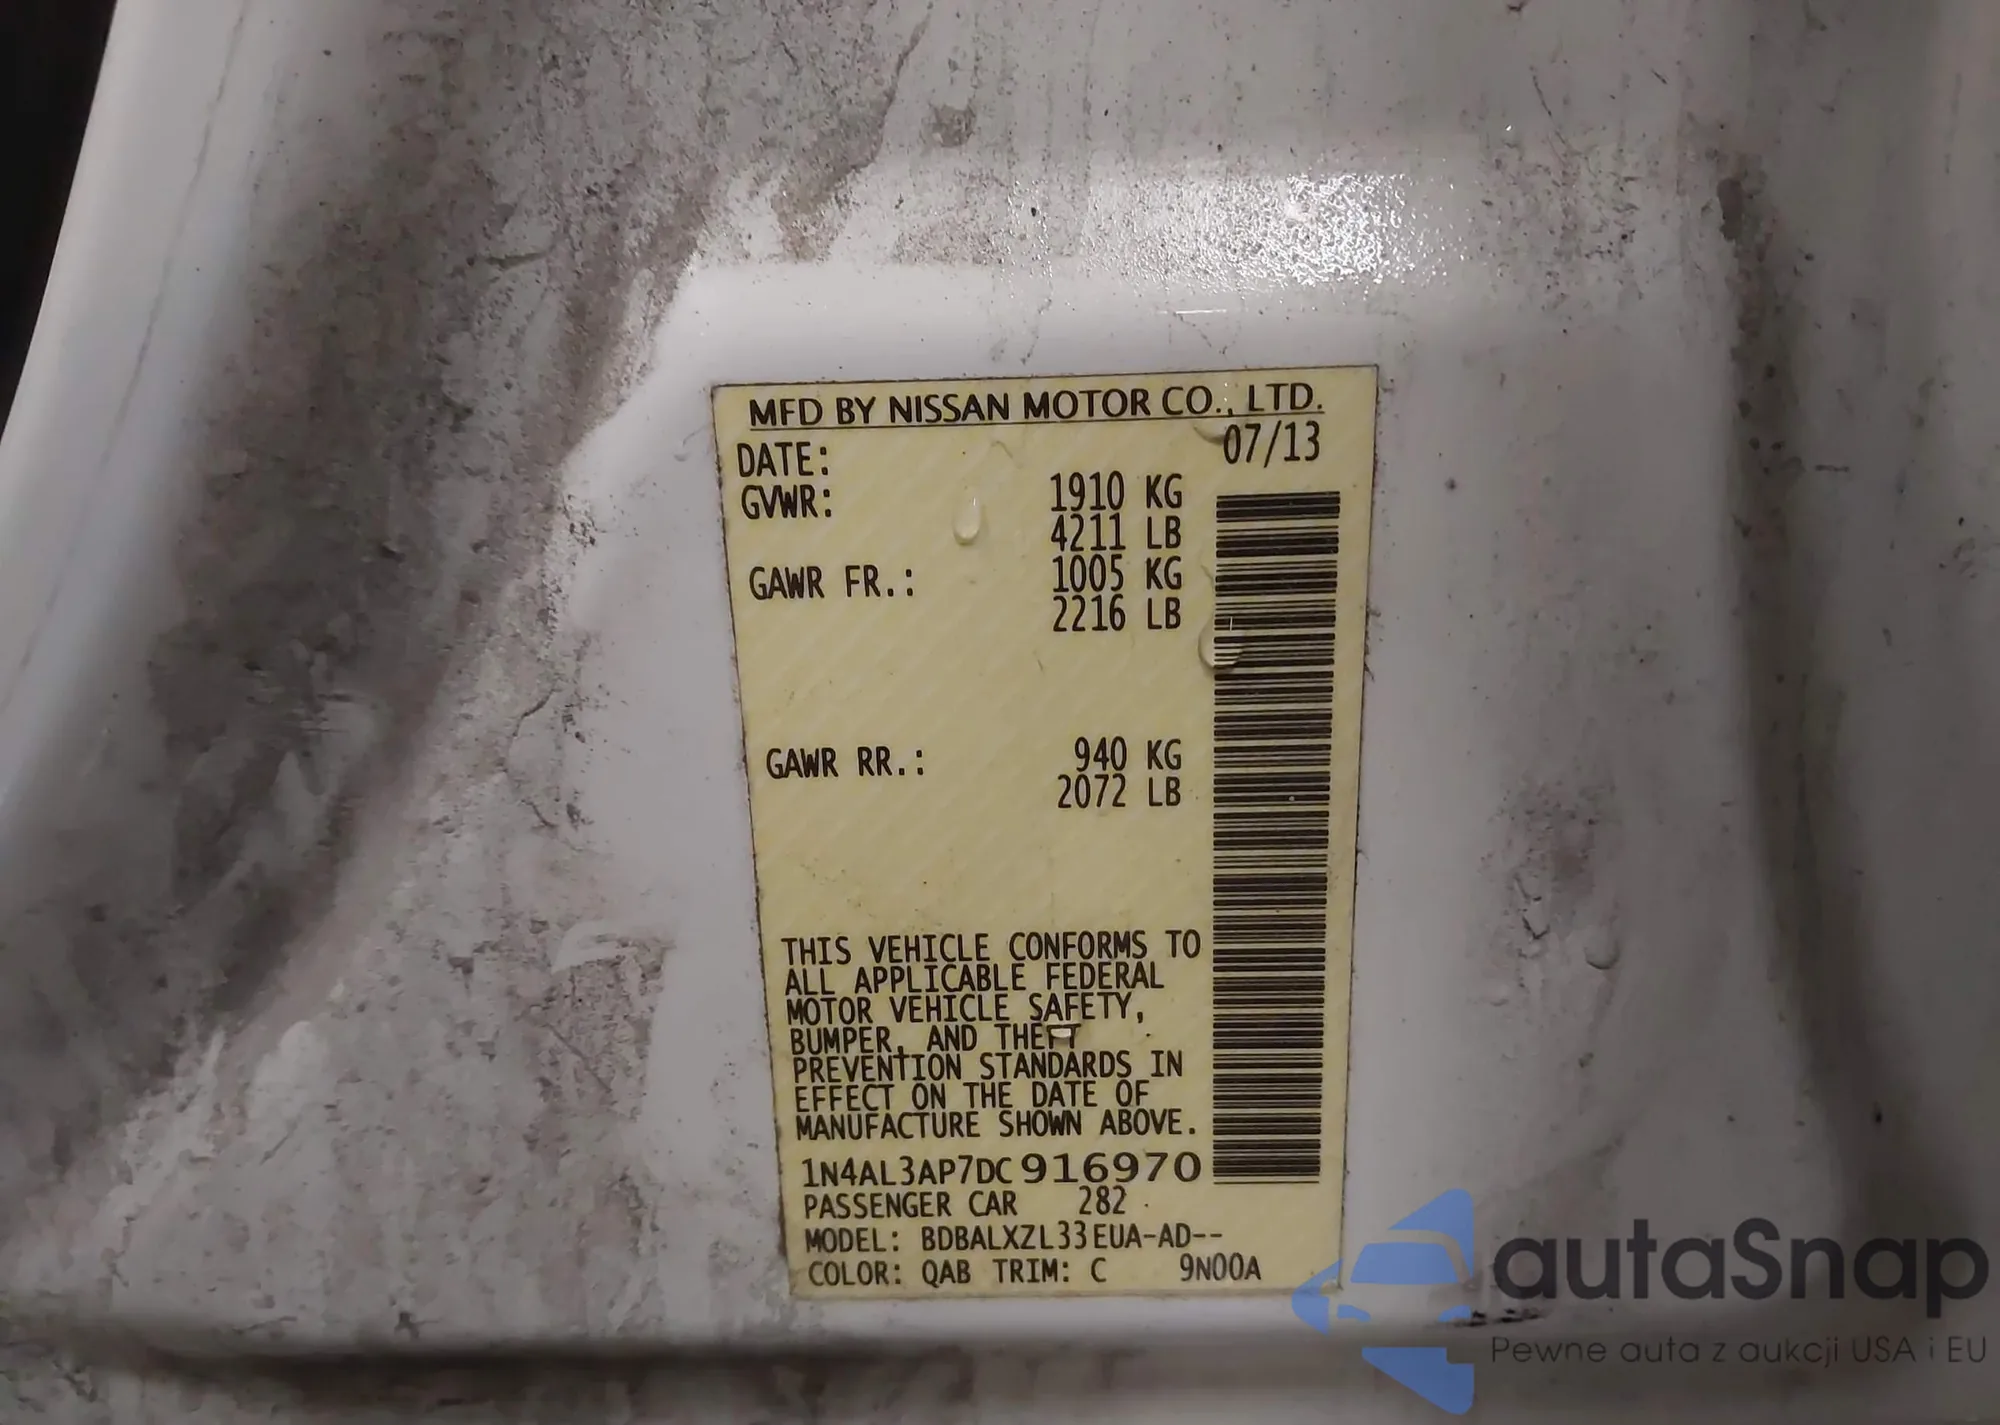 MFD BY NISSAN MOTOR CO., LTD.
DATE: 07/13
GVWR: 1910 KG
4211 LB
GAWR FR.: 1005 KG
2216 LB
GAWR RR.: 940 KG
2072 LB
THIS VEHICLE CONFORMS TO
ALL APPLICABLE FEDERAL
MOTOR VEHICLE SAFETY,
BUMPER, AND THEFT
PREVENTION STANDARDS IN
EFFECT ON THE DATE OF
MANUFACTURE SHOWN ABOVE.
1N4AL3AP7DC916970
PASSENGER CAR 282
MODEL: BDBALXZL33EUA-AD--
COLOR: QAB TRIM: C 9N00A
autaSnap
Pewne auta z aukcji USA i EU